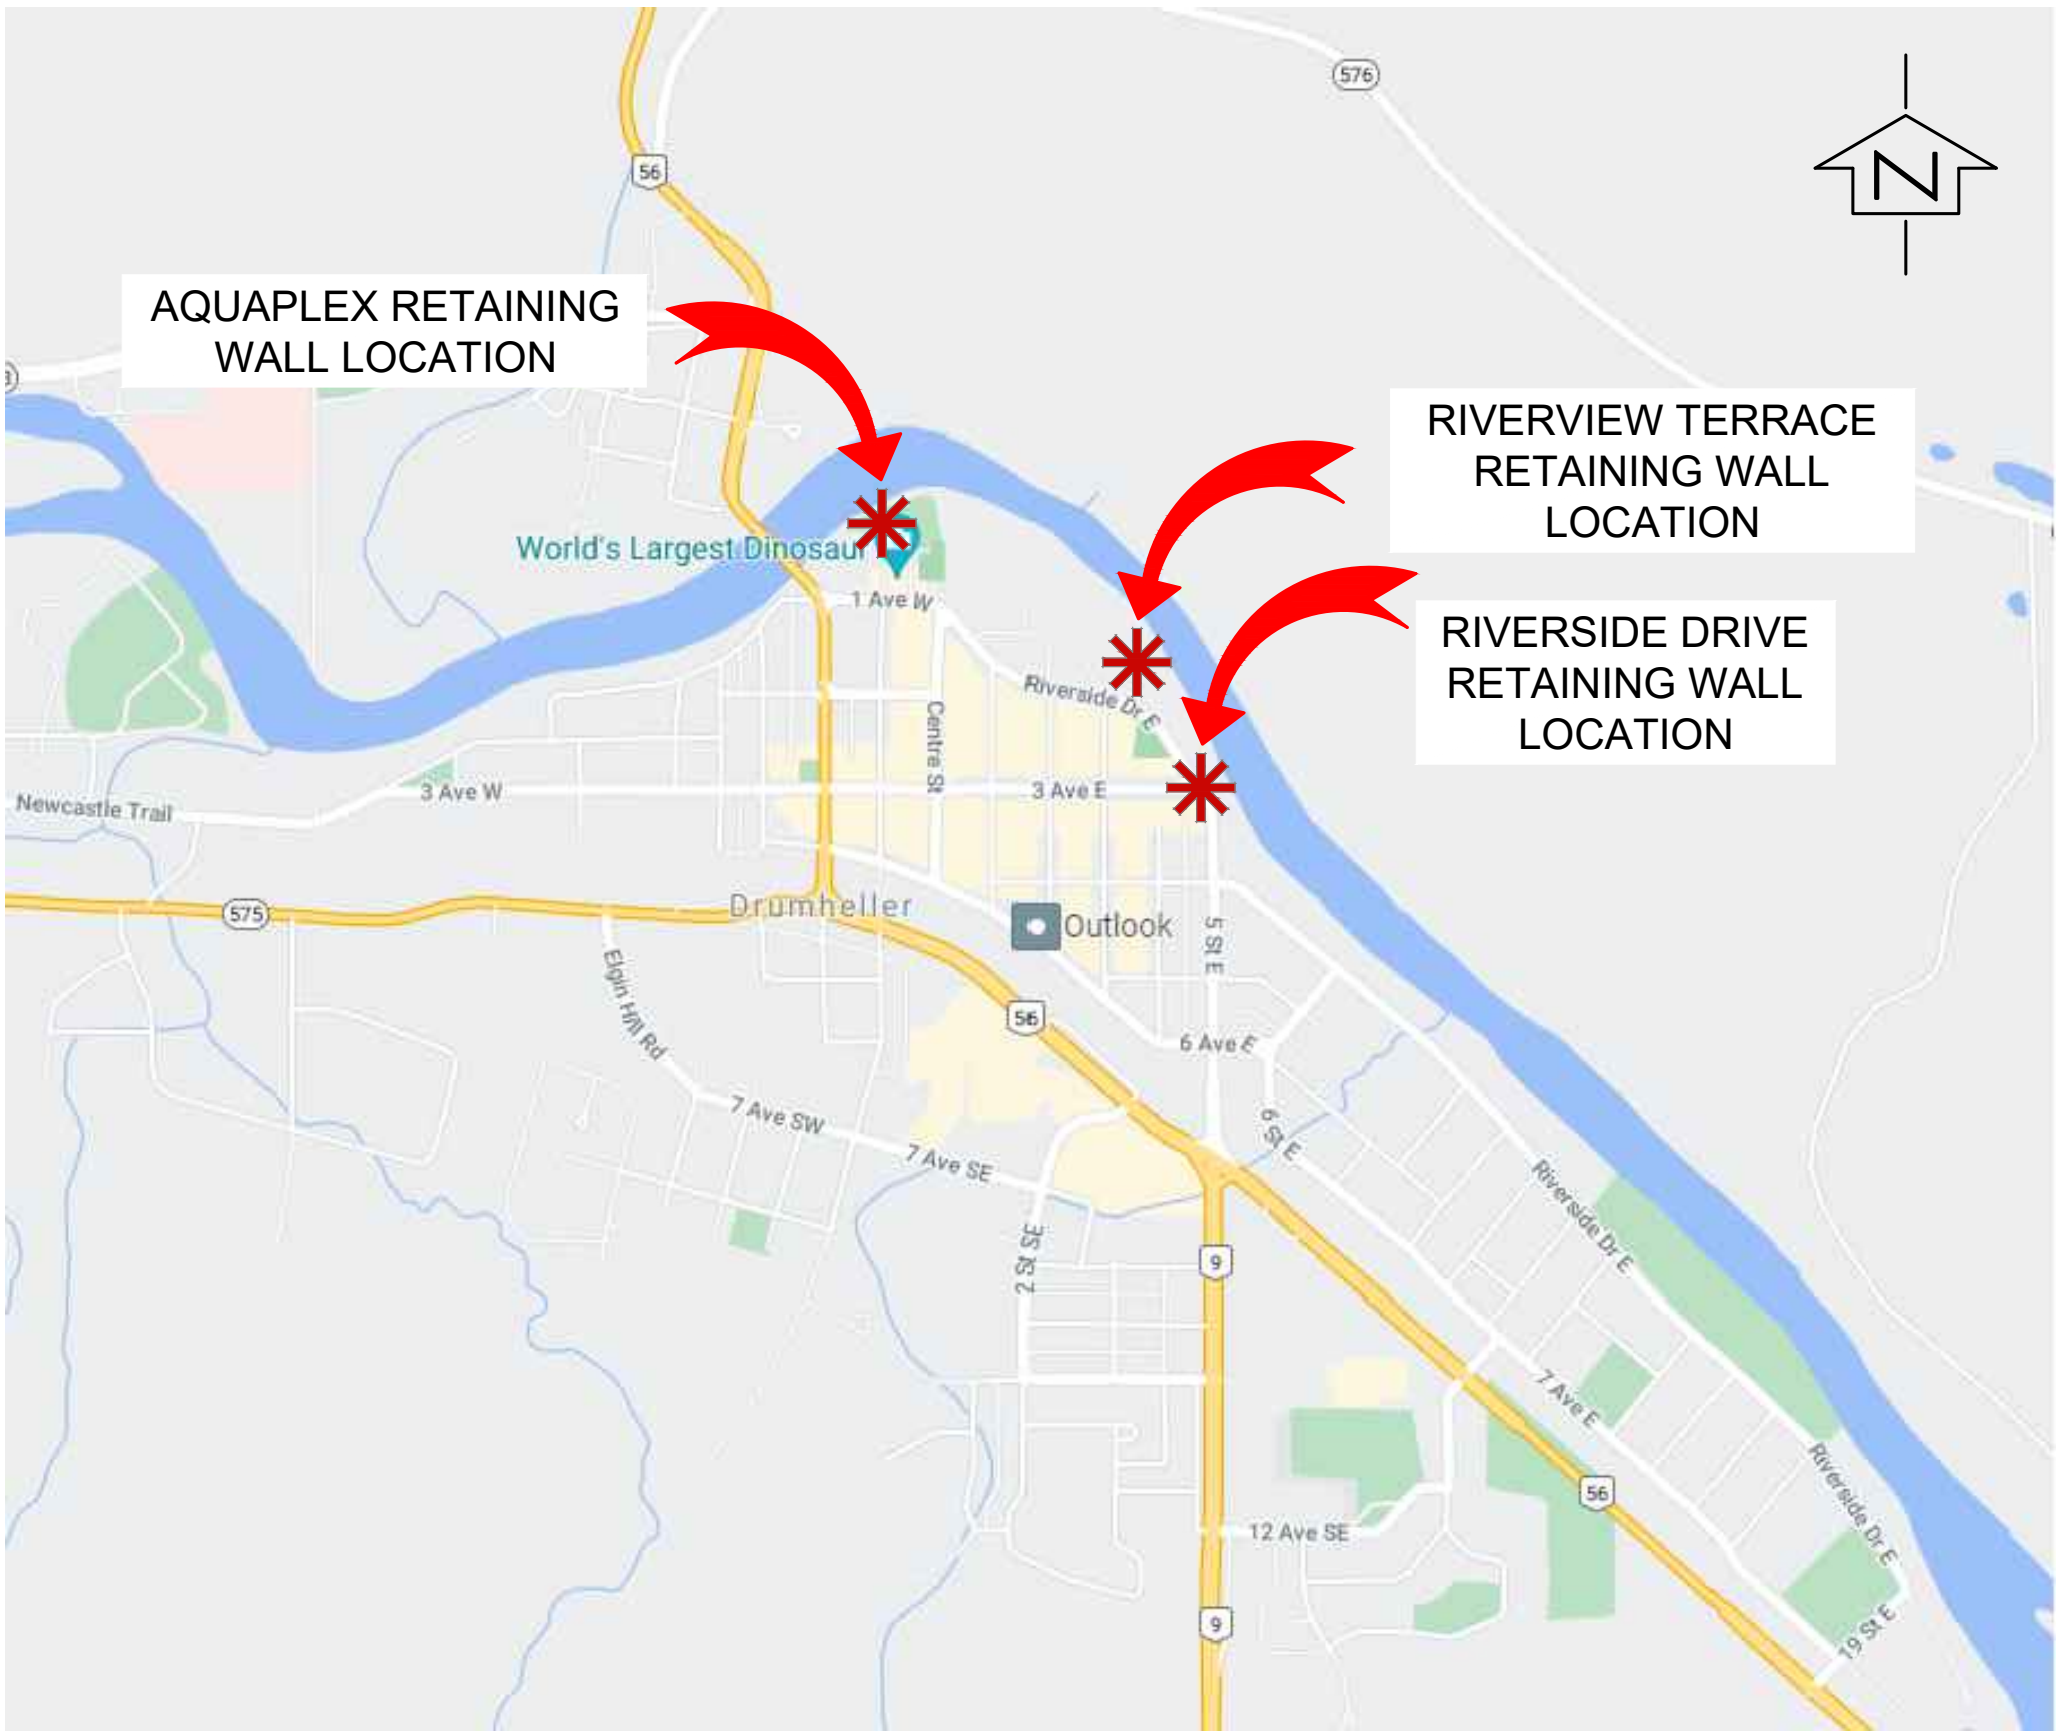 576
N
56
AQUAPLEX RETAINING
WALL LOCATION
RIVERVIEW TERRACE
RETAINING WALL
LOCATION
World's Largest Dinosaur
1 Ave W
RIVERSIDE DRIVE
RETAINING WALL
LOCATION
Riverside Dr E
Centre St
3 Ave W
3 Ave E
Newcastle Trail
575
Drumheller
Outlook
5 St E
Elgin Hill Rd
56
6 Ave E
7 Ave SW
6 St E
7 Ave SE
Riverside Dr E
2 St SE
9
7 Ave E
56
Riverside Dr E
12 Ave SE
9
19 St E